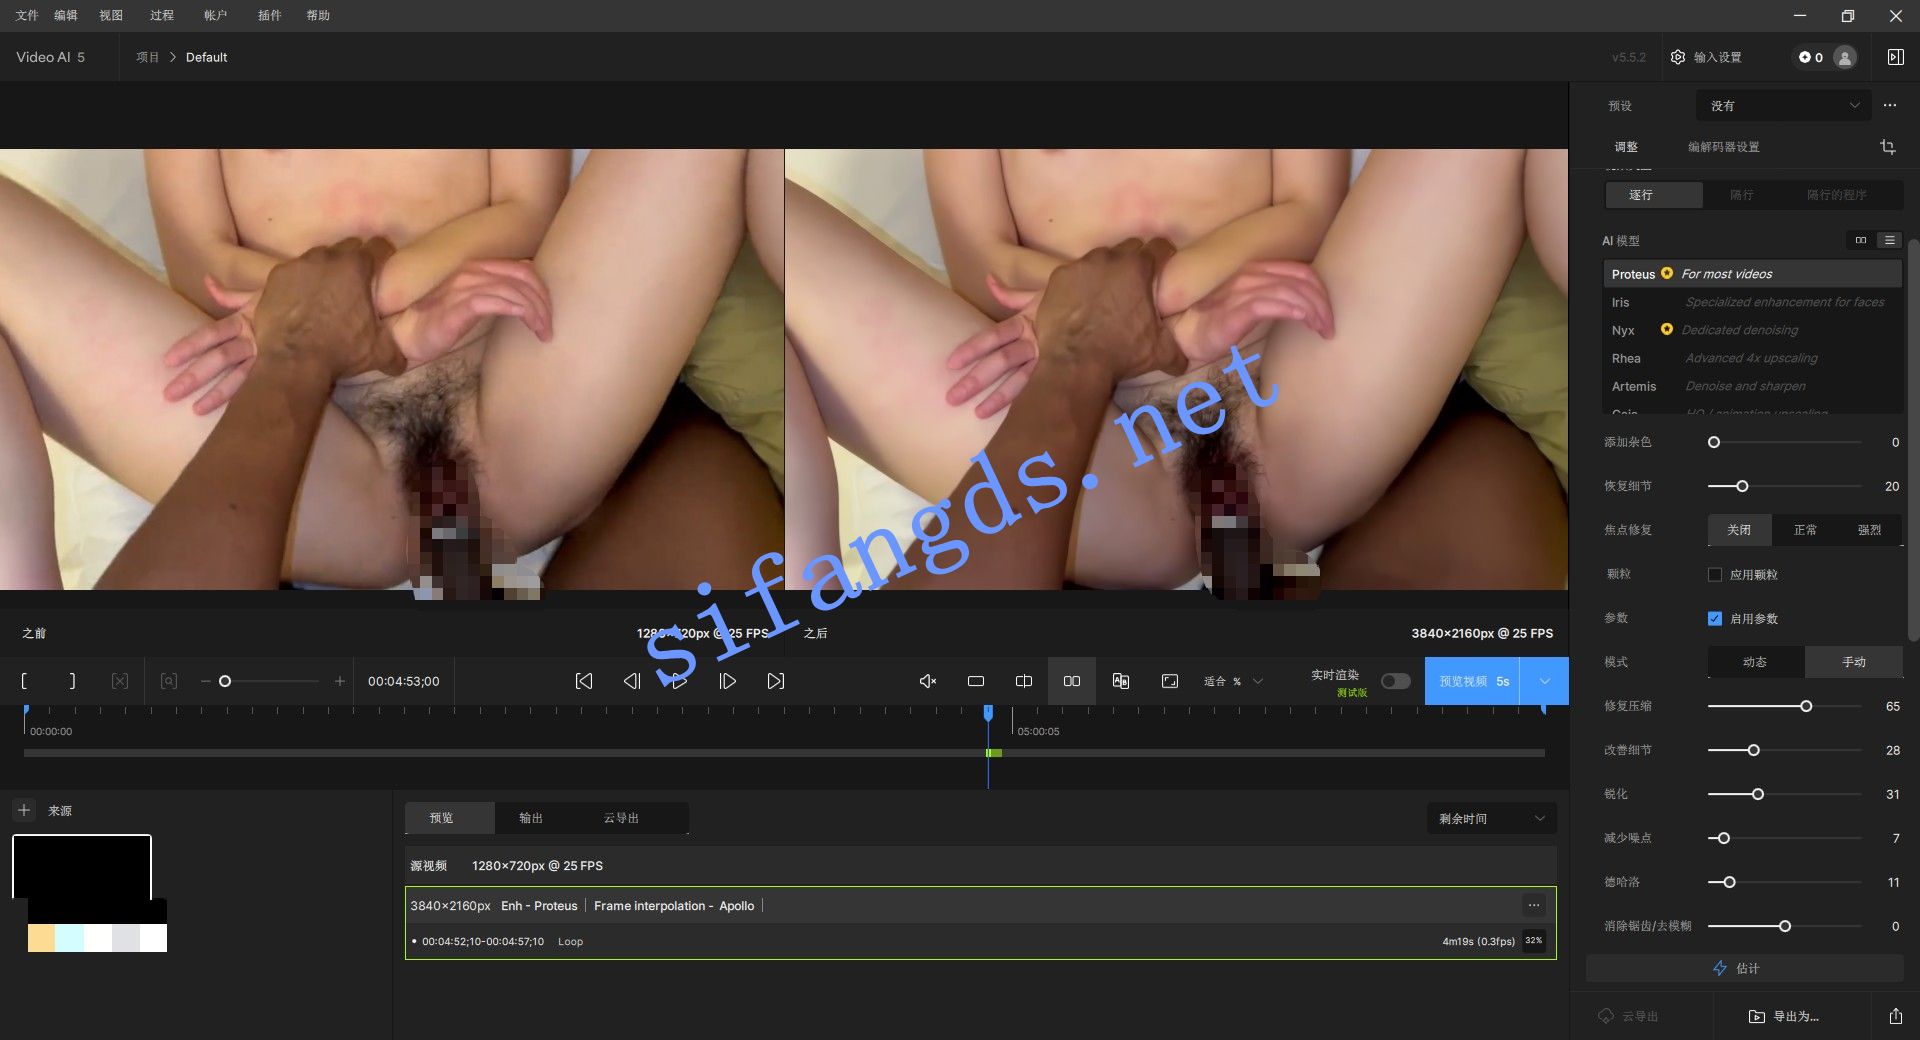 文件 编辑 视图 过程 帐户 插件 帮助
Video AI 5 项目 > Default v5.5.2 输入设置 0
预设 没有
调整 编解码器设置
逐行 隔行 隔行的程序
AI 模型
Proteus For most videos
Iris Specialized enhancement for faces
Nyx Dedicated denoising
Rhea Advanced 4x upscaling
Artemis Denoise and sharpen
添加杂色 0
恢复细节 20
焦点修复 关闭 正常 强烈
颗粒 应用颗粒
参数 启用参数
模式 动态 手动
修复压缩 65
改善细节 28
锐化 31
减少噪点 7
德哈洛 11
消除锯齿/去模糊 0
估计
云导出 导出为...
sifangds.net
之前 1280×720px @ 25 FPS 之后 3840×2160px @ 25 FPS
00:04:53;00 适合 % 实时渲染 预览视频 5s
测试版
00:00:00 05:00:05
来源
预览 输出 云导出 剩余时间
源视频 1280×720px @ 25 FPS
3840×2160px Enh - Proteus | Frame interpolation - Apollo |
• 00:04:52;10-00:04:57;10 Loop 4m19s (0.3fps) 32%